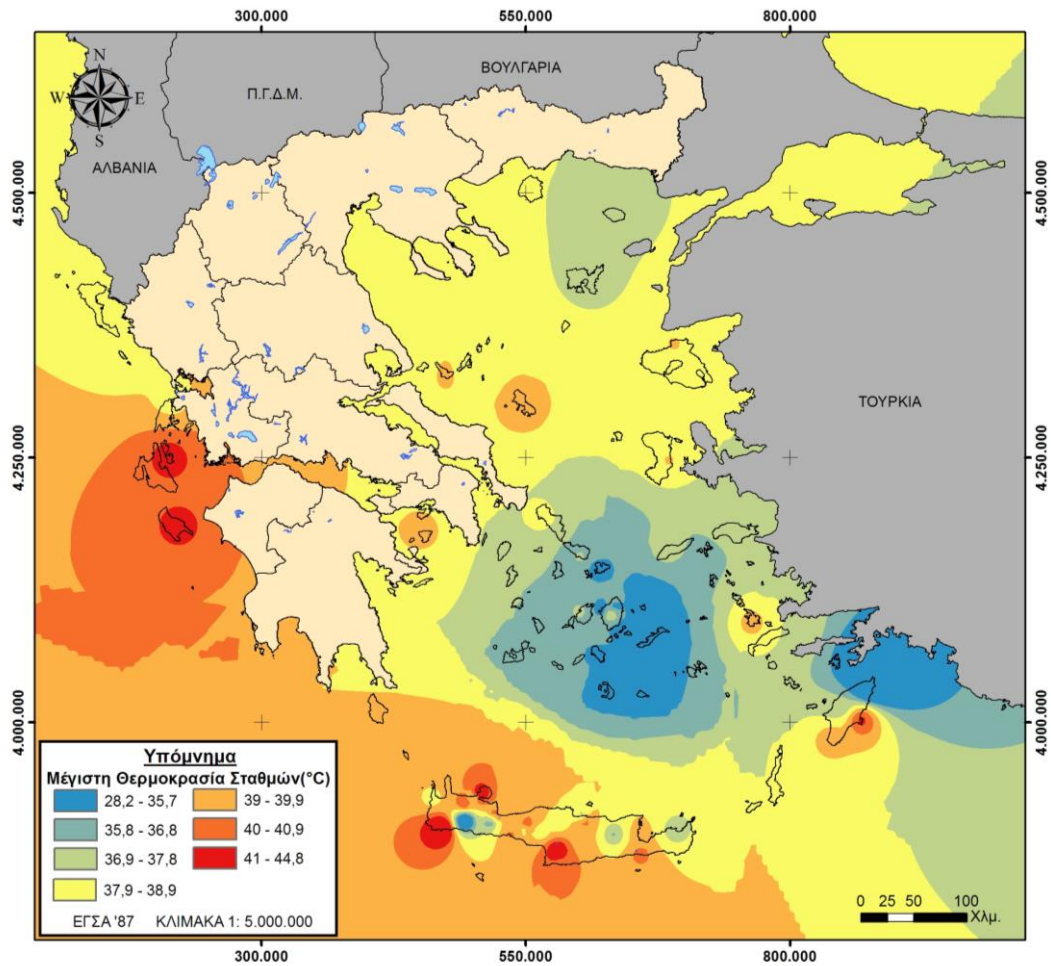 300.000 550.000 800.000
N
W E
S
ΑΛΒΑΝΙΑ
Π.Γ.Δ.Μ.
ΒΟΥΛΓΑΡΙΑ
ΤΟΥΡΚΙΑ
4.500.000 4.500.000
4.250.000 4.250.000
4.000.000 4.000.000
Υπόμνημα
Μέγιστη Θερμοκρασία Σταθμών(°C)
28,2 - 35,7 39 - 39,9
35,8 - 36,8 40 - 40,9
36,9 - 37,8 41 - 44,8
37,9 - 38,9
ΕΓΣΑ '87 ΚΛΙΜΑΚΑ 1: 5.000.000
0 25 50 100
Χλμ.
300.000 550.000 800.000